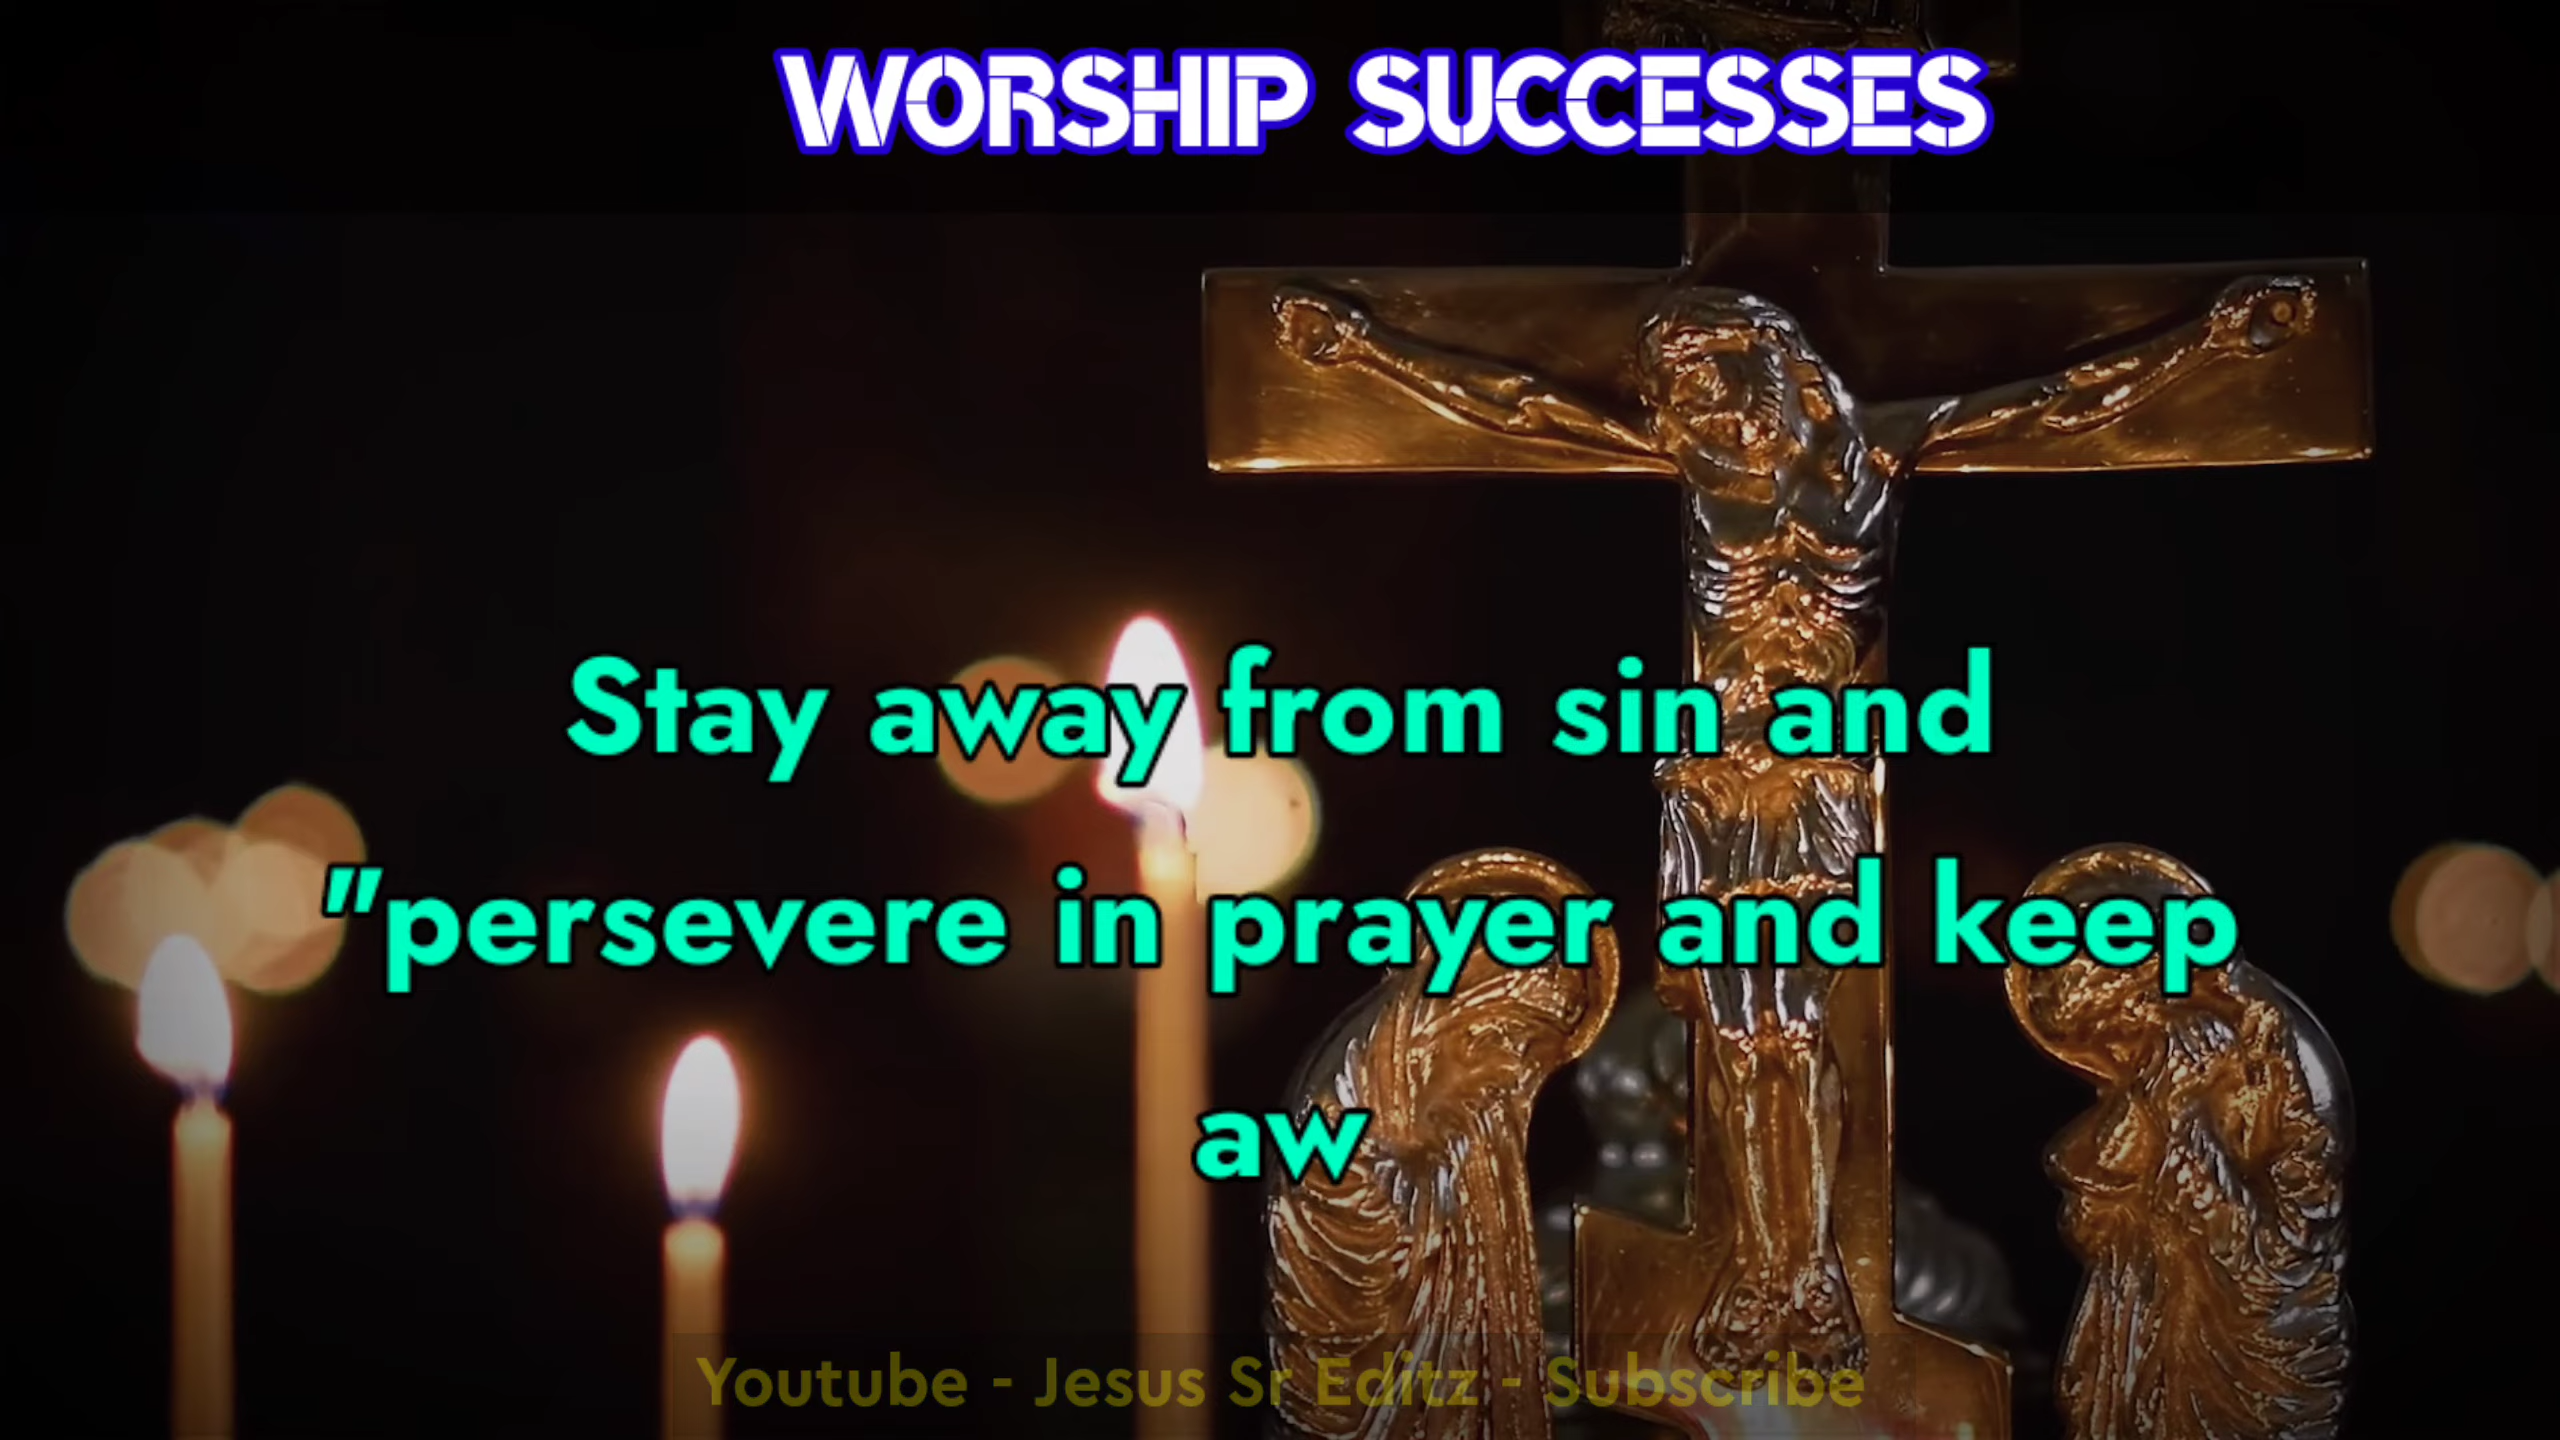 WORSHIP SUCCESSES
Stay away from sin and
"persevere in prayer and keep
aw
Youtube - Jesus Sr Editz - Subscribe